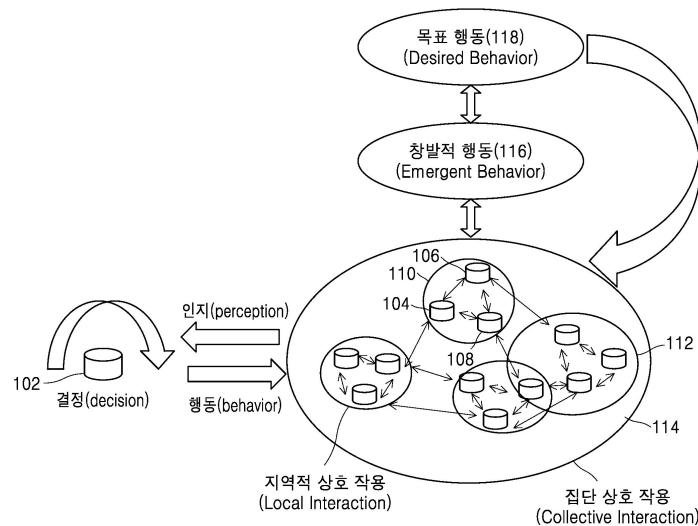 목표 행동(118)
(Desired Behavior)
창발적 행동(116)
(Emergent Behavior)
106
110
104
108
112
114
인지(perception)
102
결정(decision)
행동(behavior)
지역적 상호 작용
(Local Interaction)
집단 상호 작용
(Collective Interaction)